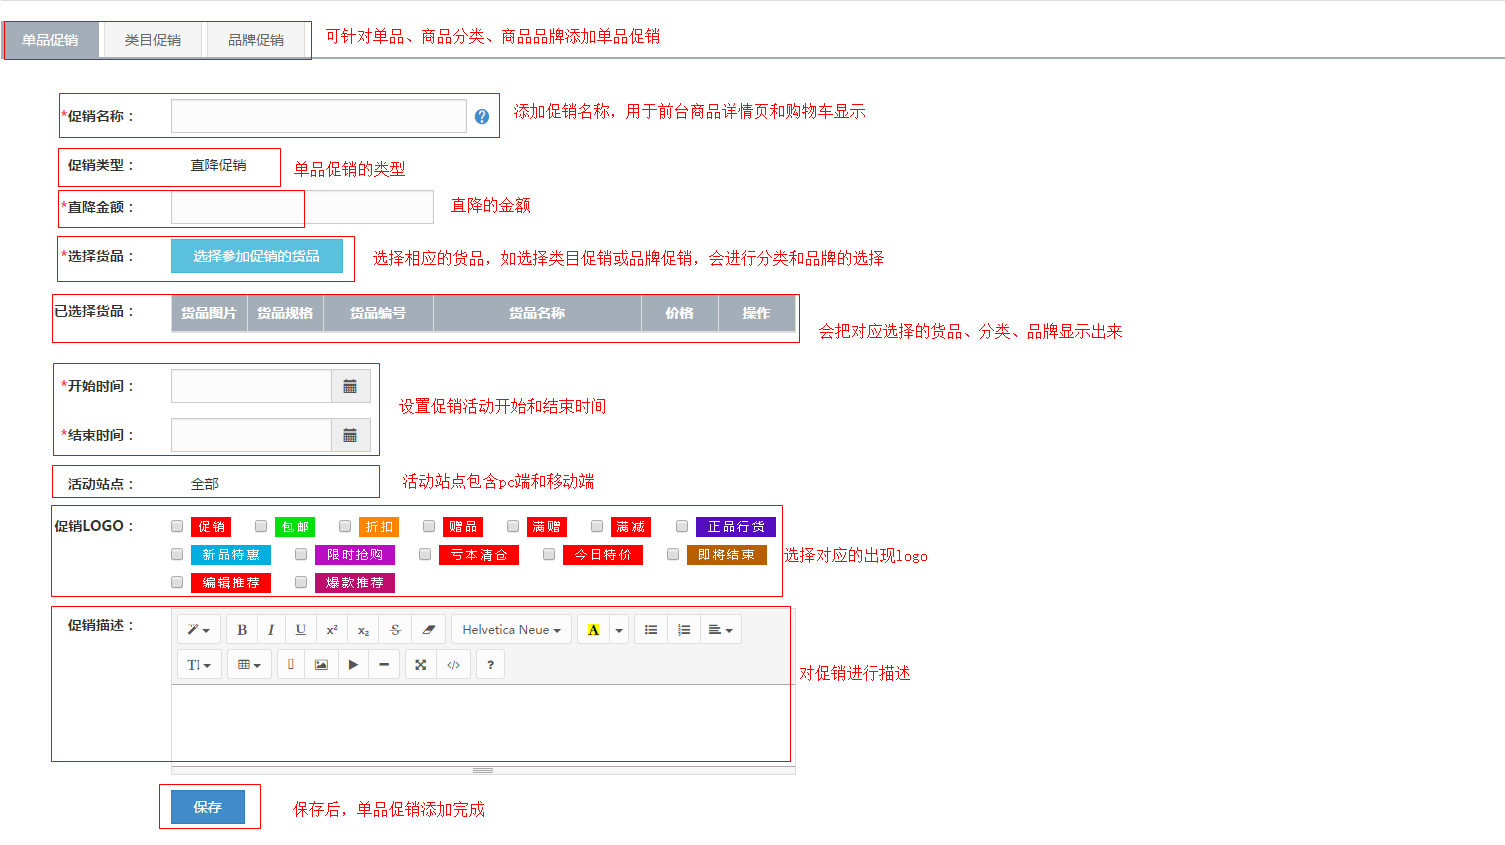 单品促销 类目促销 品牌促销 可针对单品、商品分类、商品品牌添加单品促销
*促销名称： ? 添加促销名称，用于前台商品详情页和购物车显示
促销类型： 直降促销 单品促销的类型
*直降金额： 直降的金额
*选择货品： 选择参加促销的货品 选择相应的货品，如选择类目促销或品牌促销，会进行分类和品牌的选择
已选择货品： 货品图片 货品规格 货品编号 货品名称 价格 操作
会把对应选择的货品、分类、品牌显示出来
*开始时间：
设置促销活动开始和结束时间
*结束时间：
活动站点： 全部 活动站点包含pc端和移动端
促销LOGO： 促销 包邮 折扣 赠品 满赠 满减 正品行货
新品特惠 限时抢购 亏本清仓 今日特价 即将结束 选择对应的出现logo
编辑推荐 爆款推荐
促销描述： B I U x² x₂ S Helvetica Neue A
TI </> ?
对促销进行描述
保存 保存后，单品促销添加完成